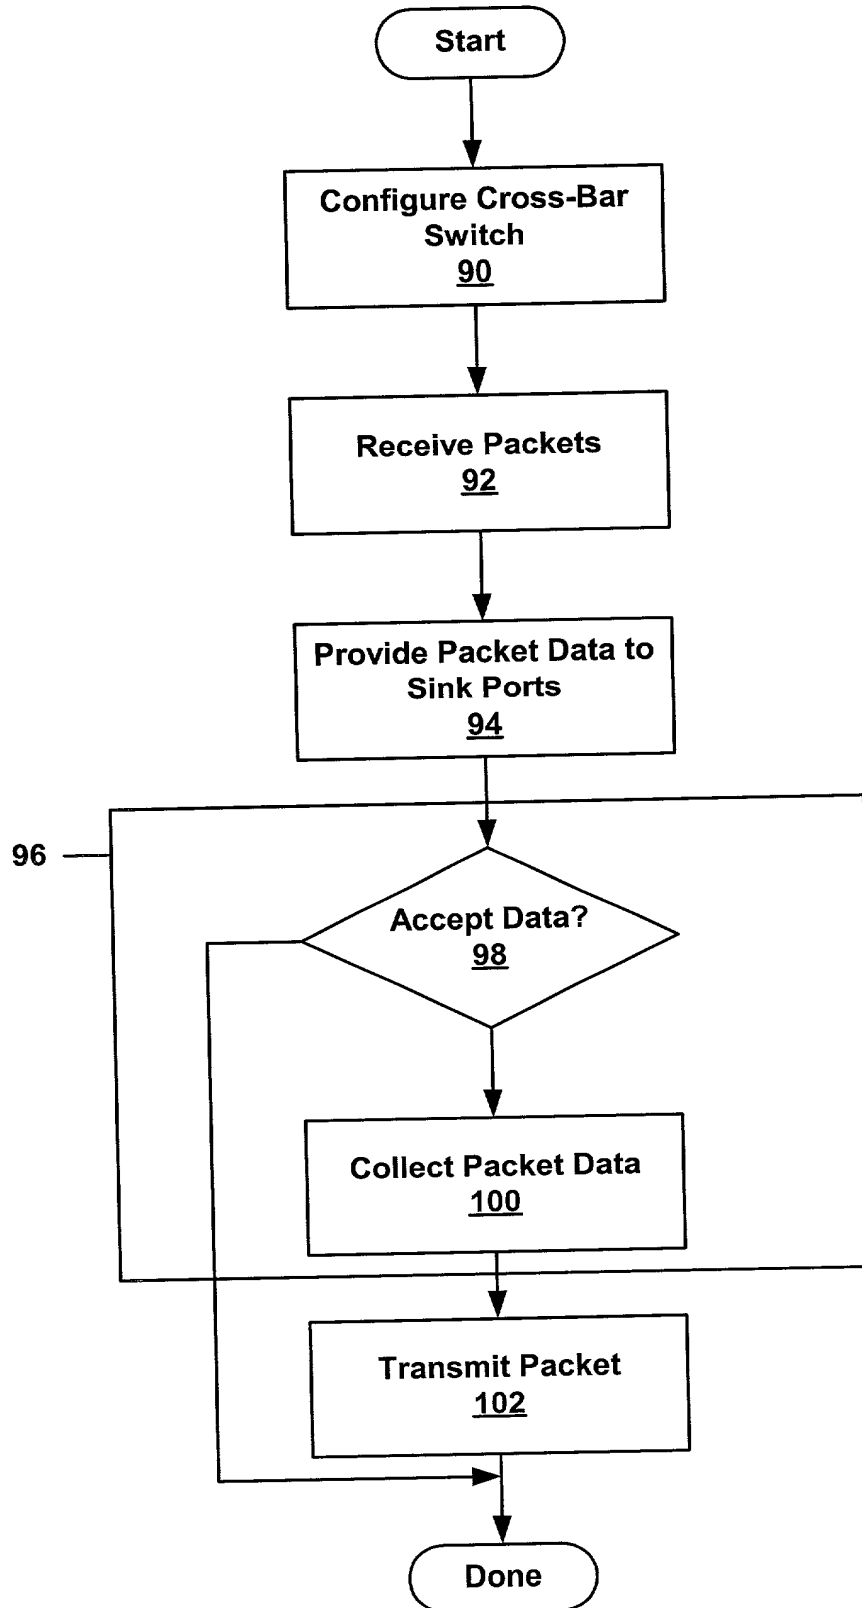 Start
Configure Cross-Bar
Switch
90
Receive Packets
92
Provide Packet Data to
Sink Ports
94
96
Accept Data?
98
Collect Packet Data
100
Transmit Packet
102
Done